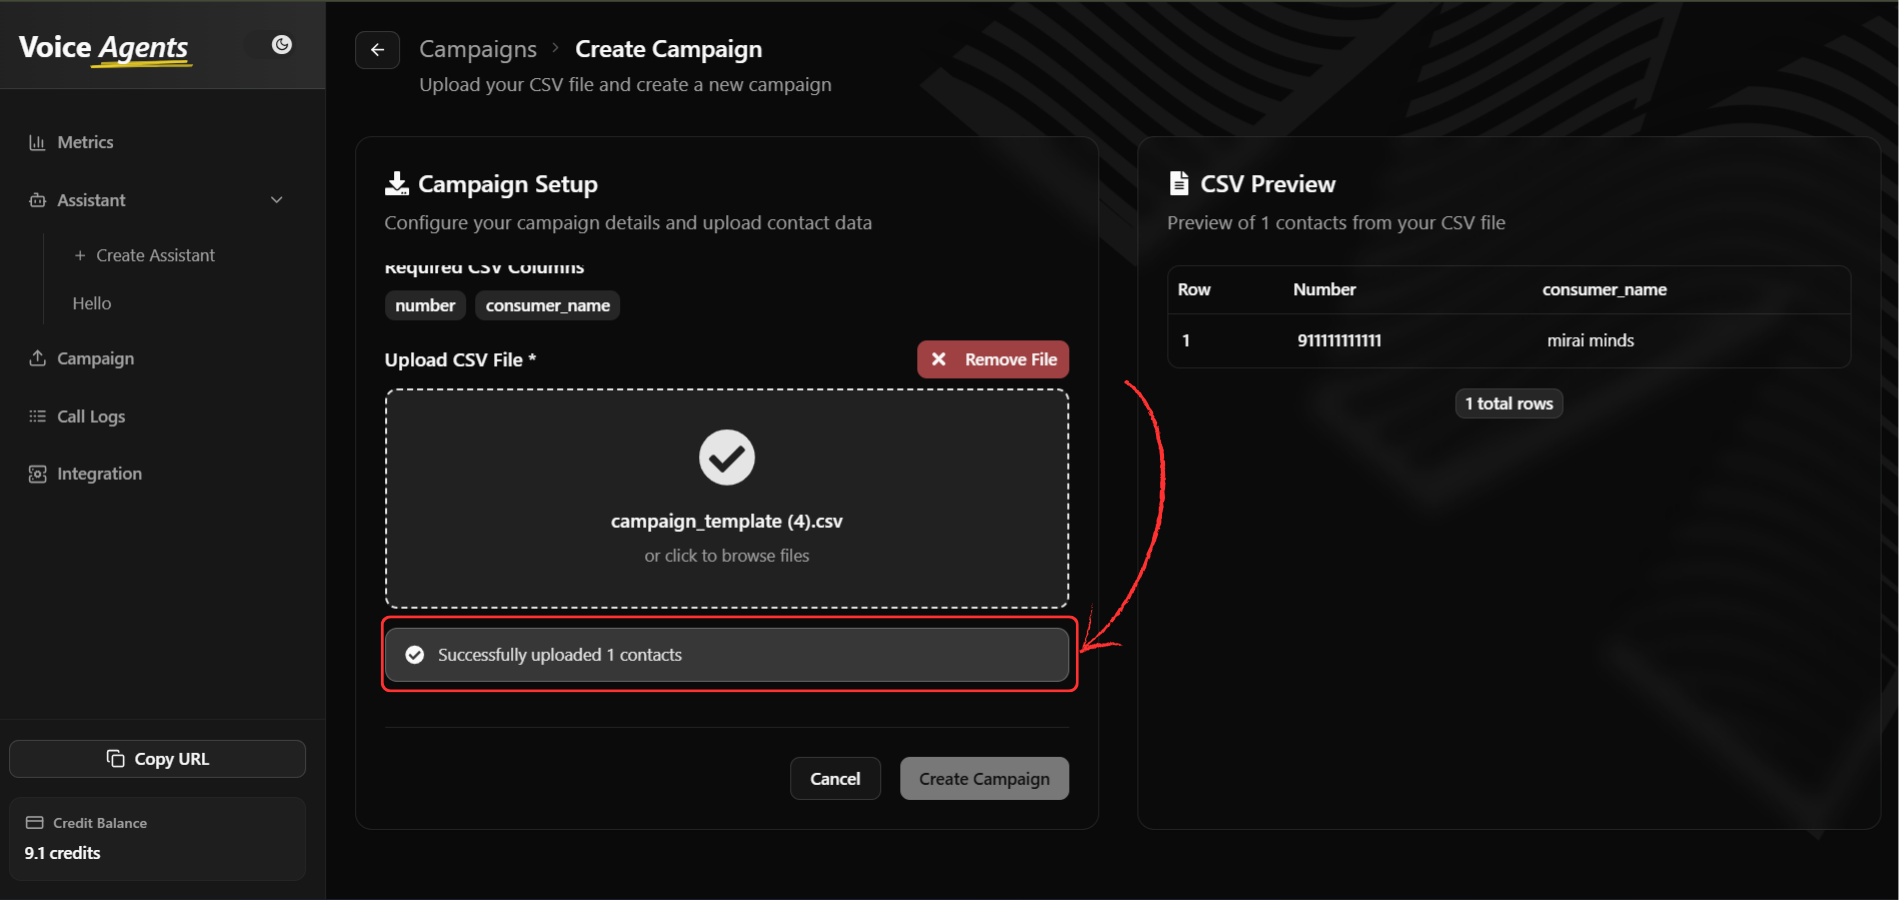 Voice Agents
Metrics
Assistant
+ Create Assistant
Hello
Campaign
Call Logs
Integration
Copy URL
Credit Balance
9.1 credits
Campaigns > Create Campaign
Upload your CSV file and create a new campaign
Campaign Setup
Configure your campaign details and upload contact data
Required CSV Columns
number consumer_name
Upload CSV File *
Remove File
campaign_template (4).csv
or click to browse files
Successfully uploaded 1 contacts
Cancel Create Campaign
CSV Preview
Preview of 1 contacts from your CSV file
Row Number consumer_name
1 911111111111 mirai minds
1 total rows